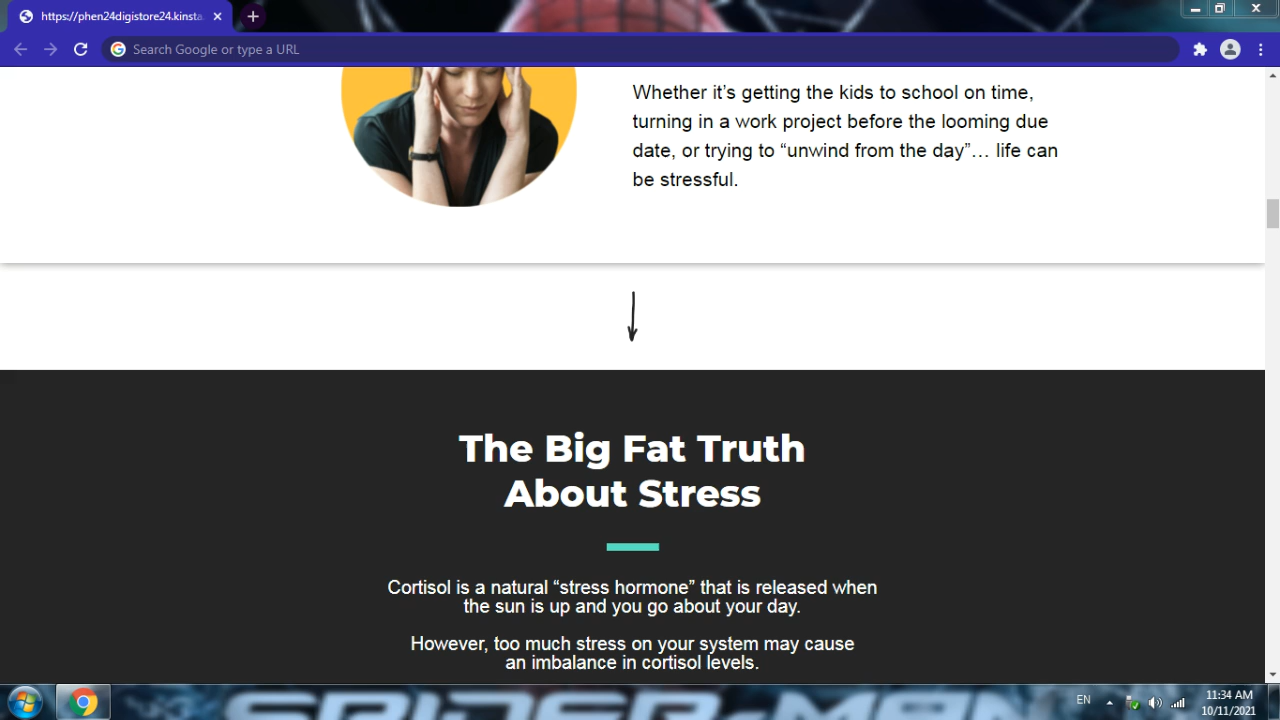 https://phen24digistore24.kinsta.
Search Google or type a URL
Whether it’s getting the kids to school on time,
turning in a work project before the looming due
date, or trying to “unwind from the day”… life can
be stressful.
The Big Fat Truth
About Stress
Cortisol is a natural “stress hormone” that is released when
the sun is up and you go about your day.
However, too much stress on your system may cause
an imbalance in cortisol levels.
SPIDER-MAN
EN
11:34 AM
10/11/2021